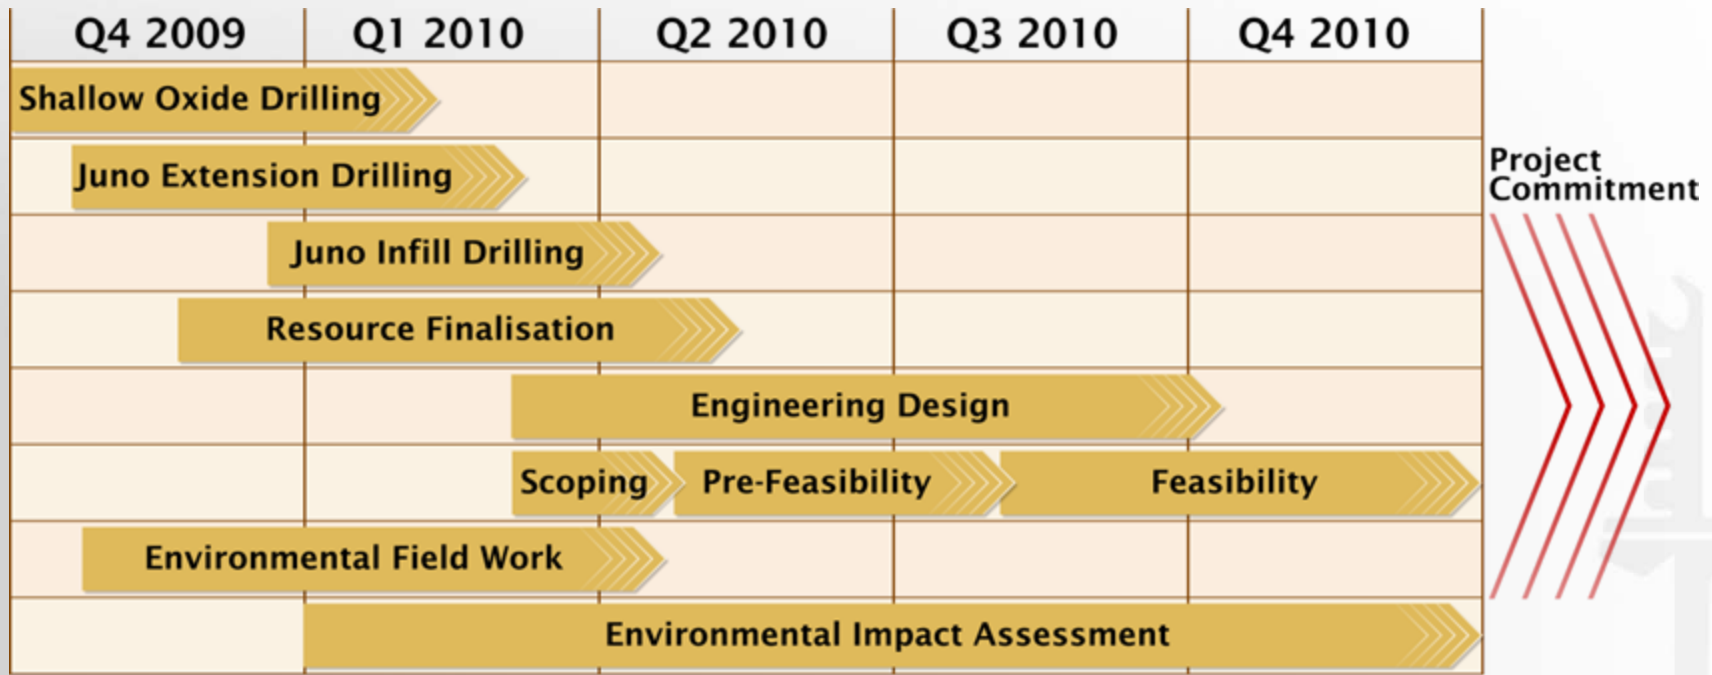 Q4 2009 Q1 2010 Q2 2010 Q3 2010 Q4 2010
Shallow Oxide Drilling
Juno Extension Drilling
Project
Commitment
Juno Infill Drilling
Resource Finalisation
Engineering Design
Scoping Pre-Feasibility Feasibility
Environmental Field Work
Environmental Impact Assessment